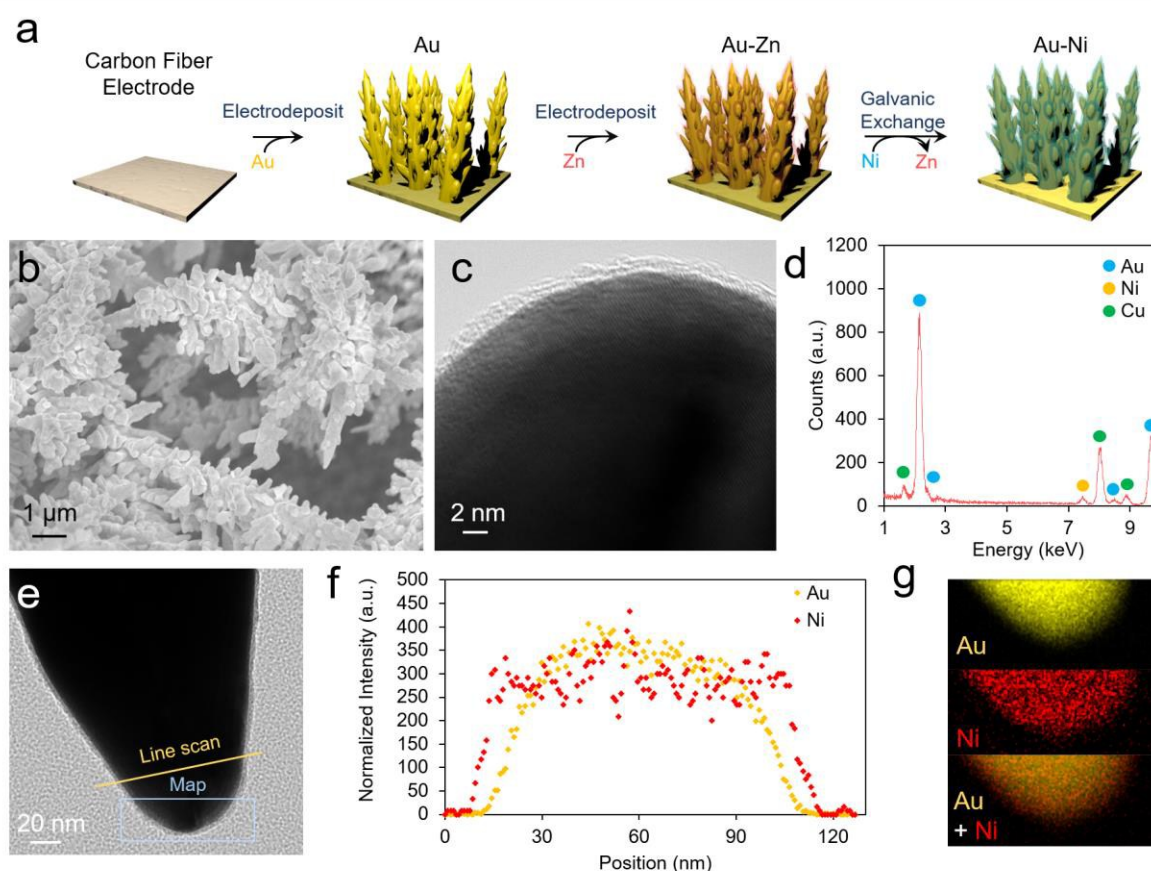 a
Carbon Fiber
Electrode
Electrodeposit
Au
Au
Electrodeposit
Zn
Au-Zn
Galvanic
Exchange
Ni
Zn
Au-Ni
b
1 µm
c
2 nm
d
1200
1000
800
600
400
200
0
Counts (a.u.)
1
3
5
7
9
Energy (keV)
Au
Ni
Cu
e
Line scan
Map
20 nm
f
500
450
400
350
300
250
200
150
100
50
0
Normalized Intensity (a.u.)
0
30
60
90
120
Position (nm)
Au
Ni
g
Au
Ni
Au
+ Ni